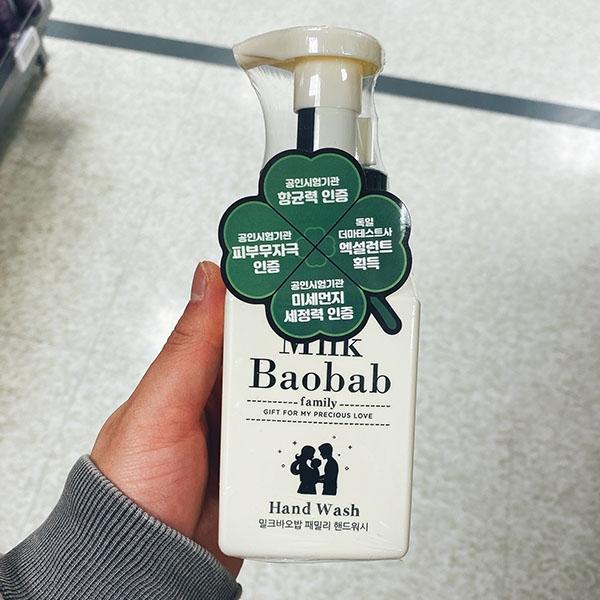 공인시험기관
항균력 인증
공인시험기관
피부무자극
인증
독일
더마테스트사
엑설런트
획득
공인시험기관
미세먼지
세정력 인증
Milk
Baobab
family
GIFT FOR MY PRECIOUS LOVE
Hand Wash
밀크바오밥 패밀리 핸드워시